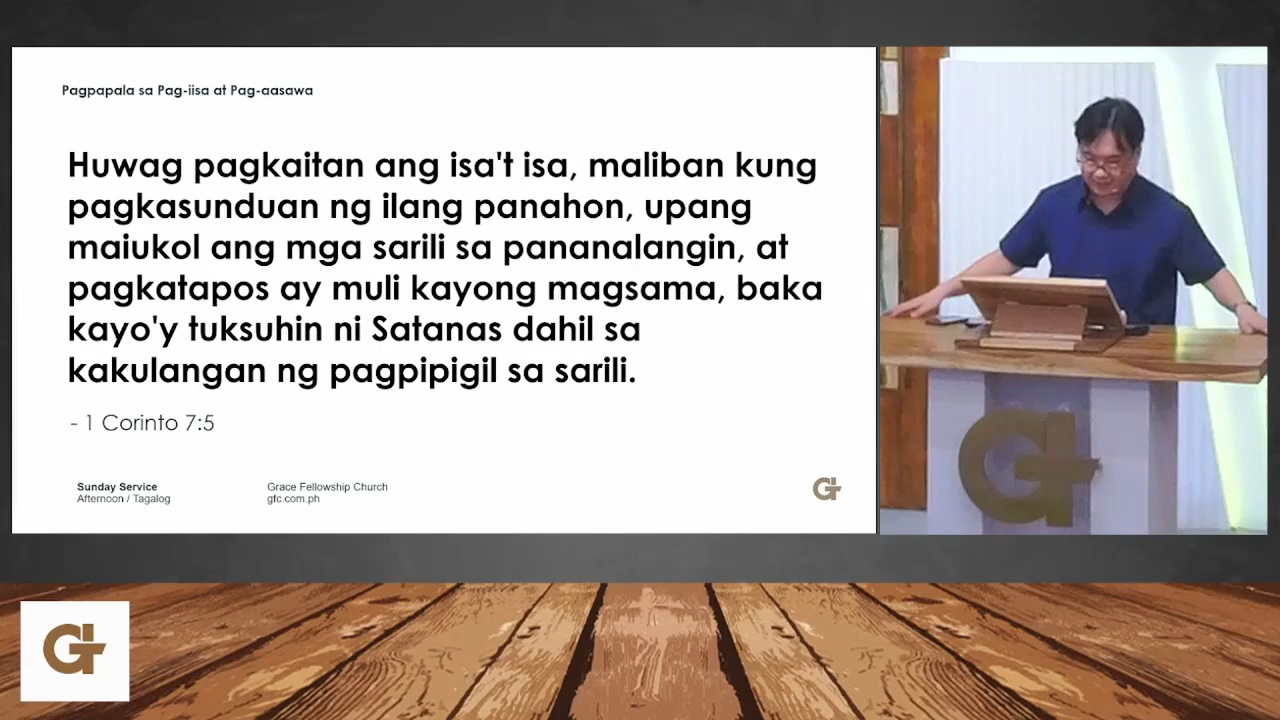 Pagpapala sa Pag-iisa at Pag-aasawa
Huwag pagkaitan ang isa't isa, maliban kung
pagkasunduan ng ilang panahon, upang
maiukol ang mga sarili sa pananalangin, at
pagkatapos ay muli kayong magsama, baka
kayo'y tuksuhin ni Satanas dahil sa
kakulangan ng pagpipigil sa sarili.
- 1 Corinto 7:5
Sunday Service
Afternoon / Tagalog
Grace Fellowship Church
gfc.com.ph